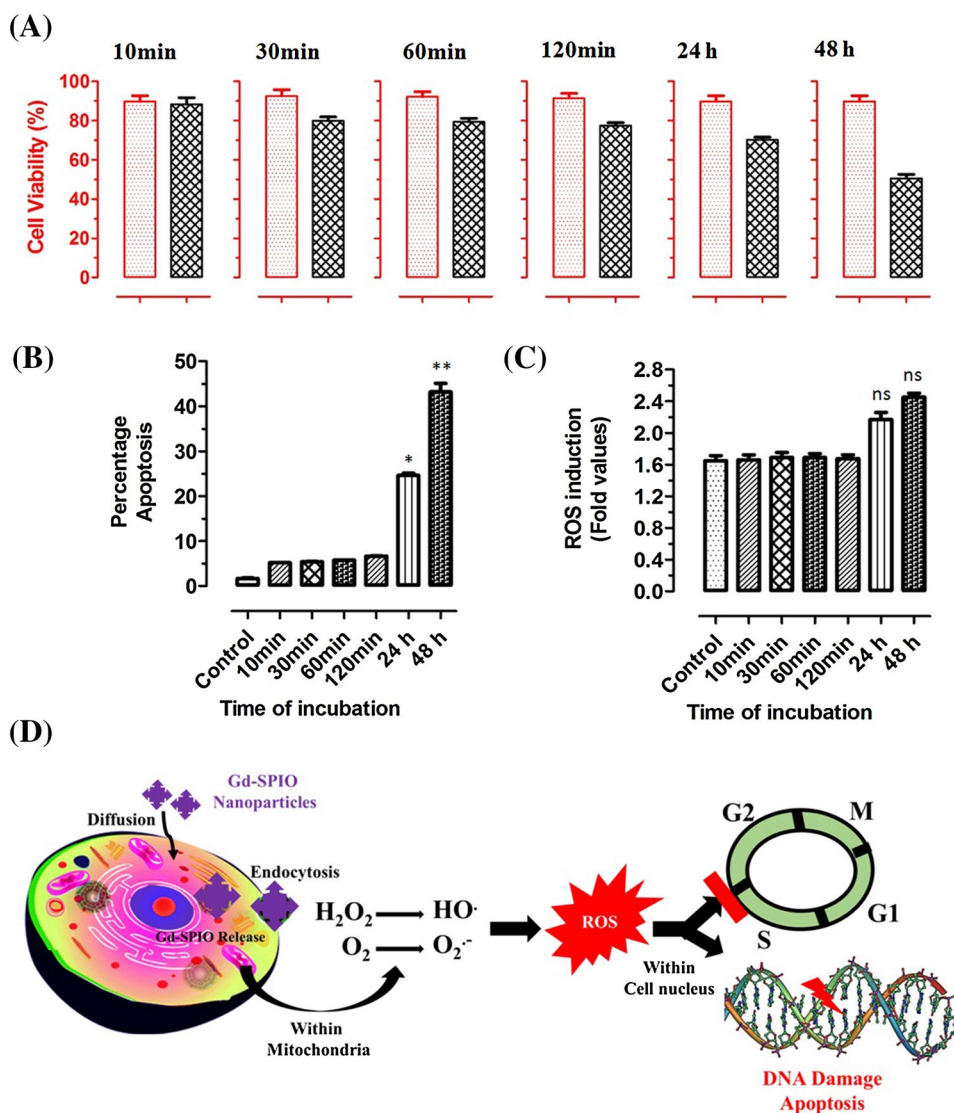 (A)
10min 30min 60min 120min 24 h 48 h
Cell Viability (%)
100
80
60
40
20
0
(B)
Percentage
Apoptosis
50
40
30
20
10
0
*
**
Control 10min 30min 60min 120min 24 h 48 h
Time of incubation
(C)
ROS induction
(Fold values)
2.8
2.4
2.0
1.6
1.2
0.8
0.4
0.0
ns
ns
Control 10min 30min 60min 120min 24 h 48 h
Time of incubation
(D)
Gd-SPIO
Nanoparticles
Diffusion
Endocytosis
Gd-SPIO Release
H2O2 HO·
O2 O2·-
Within
Mitochondria
ROS
Within
Cell nucleus
G2 M
G1
S
DNA Damage
Apoptosis